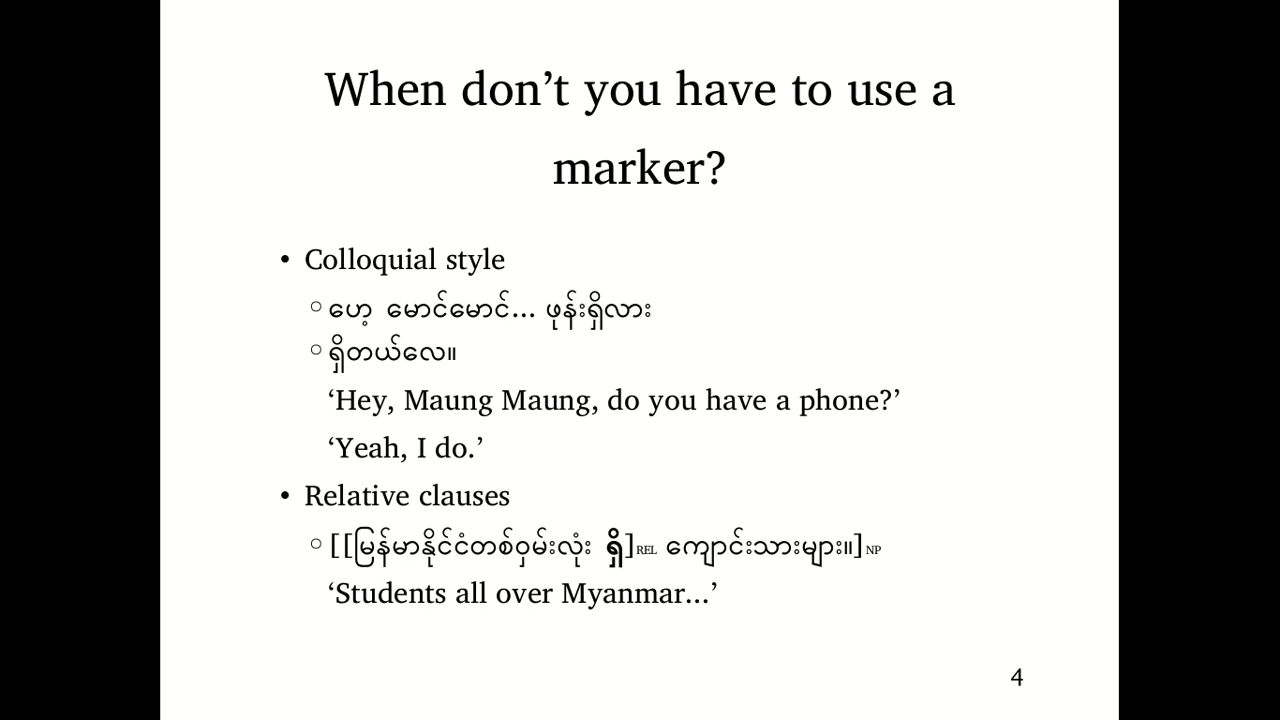 When don’t you have to use a
marker?
• Colloquial style
○ ဟေ့ မောင်မောင်... ဖုန်းရှိလား
○ ရှိတယ်လေ။
‘Hey, Maung Maung, do you have a phone?’
‘Yeah, I do.’
• Relative clauses
○ [[မြန်မာနိုင်ငံတစ်ဝှမ်းလုံး ရှိ]REL ကျောင်းသားများ။]NP
‘Students all over Myanmar...’
4